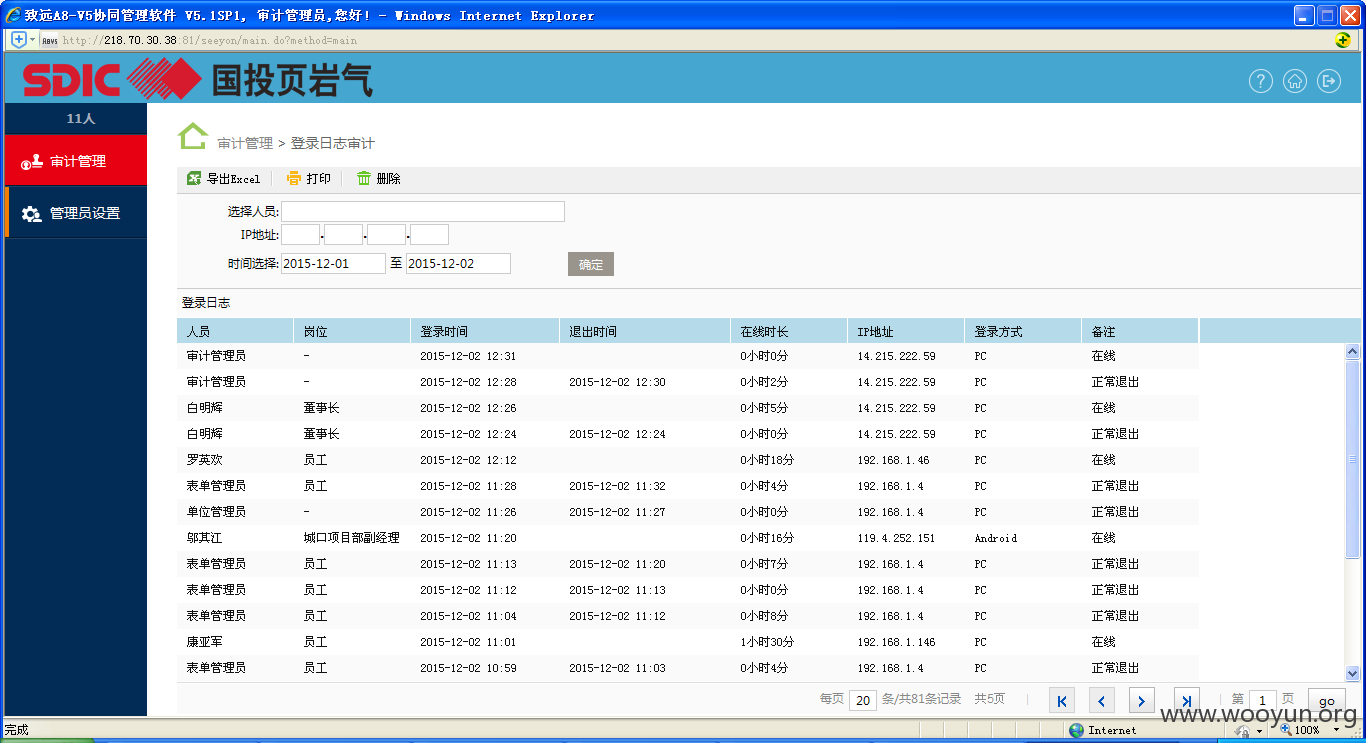 致远A8-V5协同管理软件 V5.1SP1, 审计管理员,您好! - Windows Internet Explorer
http://218.70.30.38:81/seeyon/main.do?method=main
SDIC 国投页岩气
11人
审计管理
管理员设置
审计管理 > 登录日志审计
导出Excel 打印 删除
选择人员:
IP地址: . . .
时间选择: 2015-12-01 至 2015-12-02 确定
登录日志
人员 岗位 登录时间 退出时间 在线时长 IP地址 登录方式 备注
审计管理员 - 2015-12-02 12:31 0小时0分 14.215.222.59 PC 在线
审计管理员 - 2015-12-02 12:28 2015-12-02 12:30 0小时2分 14.215.222.59 PC 正常退出
白明辉 董事长 2015-12-02 12:26 0小时5分 14.215.222.59 PC 在线
白明辉 董事长 2015-12-02 12:24 2015-12-02 12:24 0小时0分 14.215.222.59 PC 正常退出
罗英欢 员工 2015-12-02 12:12 0小时18分 192.168.1.46 PC 在线
表单管理员 员工 2015-12-02 11:28 2015-12-02 11:32 0小时4分 192.168.1.4 PC 正常退出
单位管理员 - 2015-12-02 11:26 2015-12-02 11:27 0小时0分 192.168.1.4 PC 正常退出
邬其江 城口项目部副经理 2015-12-02 11:20 0小时16分 119.4.252.151 Android 在线
表单管理员 员工 2015-12-02 11:13 2015-12-02 11:20 0小时7分 192.168.1.4 PC 正常退出
表单管理员 员工 2015-12-02 11:12 2015-12-02 11:13 0小时0分 192.168.1.4 PC 正常退出
表单管理员 员工 2015-12-02 11:04 2015-12-02 11:12 0小时8分 192.168.1.4 PC 正常退出
康亚军 员工 2015-12-02 11:01 1小时30分 192.168.1.146 PC 在线
表单管理员 员工 2015-12-02 10:59 2015-12-02 11:03 0小时4分 192.168.1.4 PC 正常退出
每页 20 条/共81条记录 共5页 第 1 页 go
www.wooyun.org
完成 Internet 100%